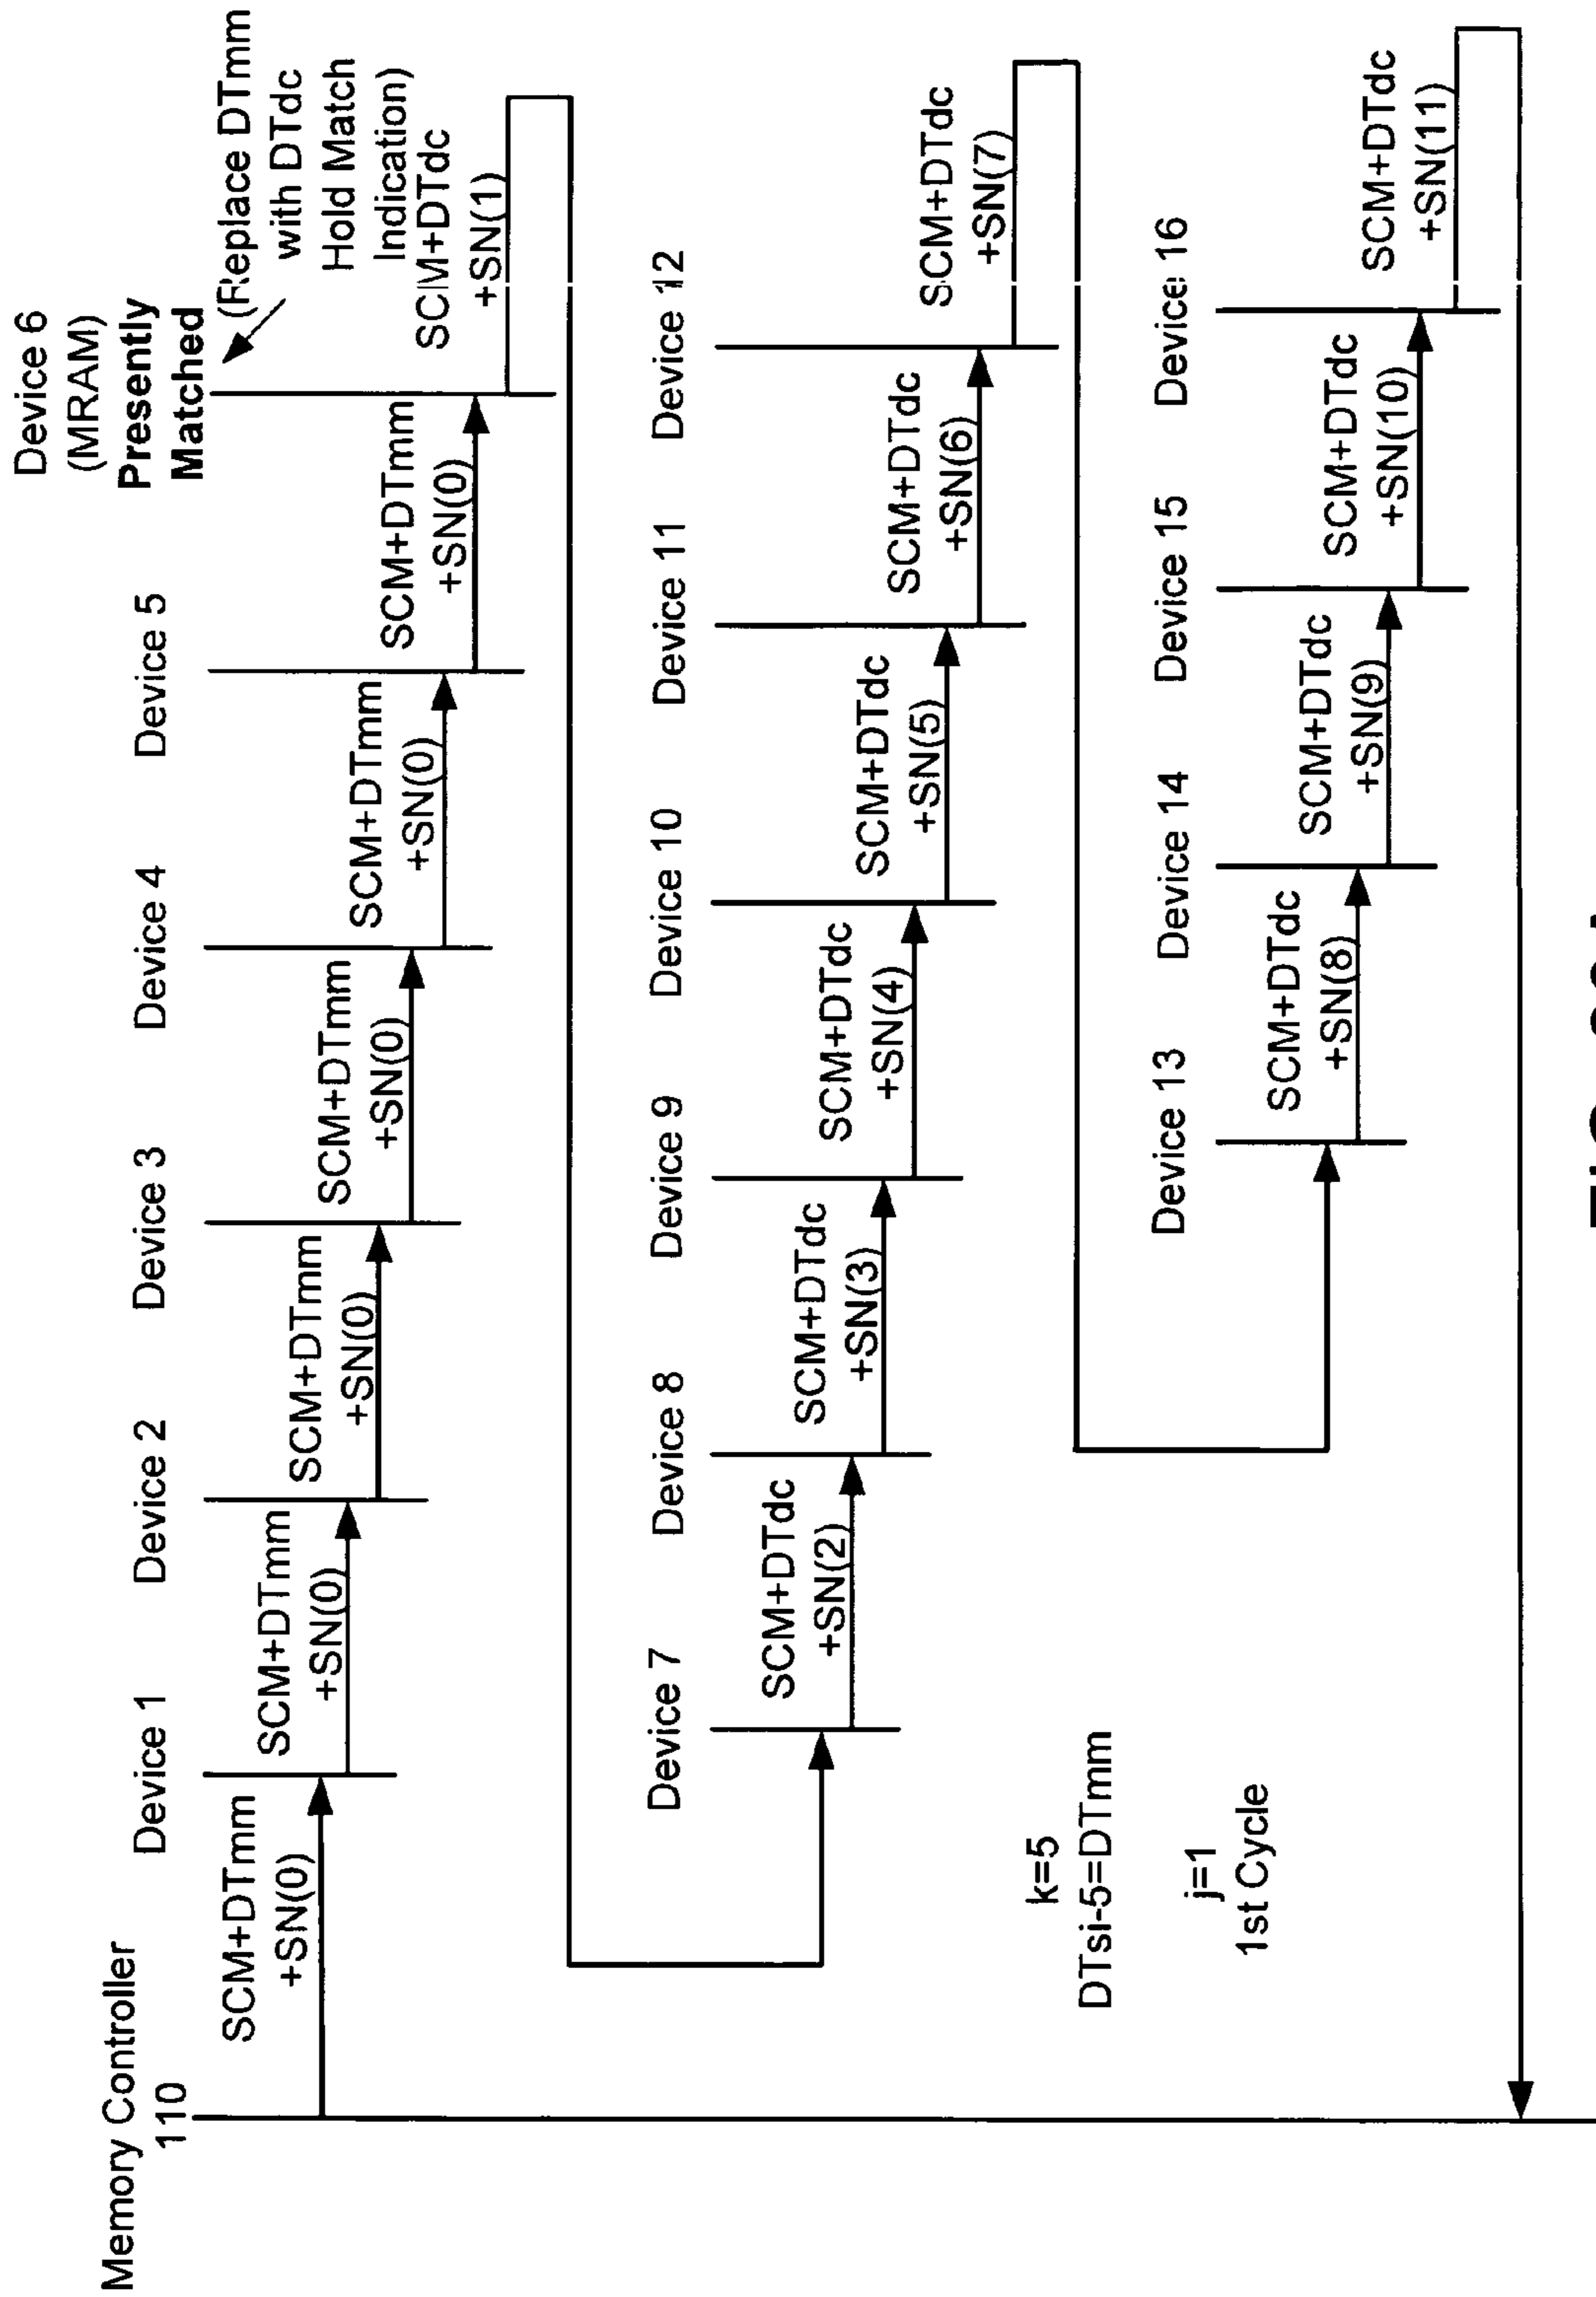 Memory Controller
110
Device 1
Device 2
Device 3
Device 4
Device 5
Device 6
(MRAM)
Presently
Matched
(Replace DTmm
with DTdc
Hold Match
Indication)
SCM+DTmm
+SN(0)
SCM+DTmm
+SN(0)
SCM+DTmm
+SN(0)
SCM+DTmm
+SN(0)
SCM+DTmm
+SN(0)
SCM+DTmm
+SN(0)
SCM+DTdc
+SN(1)
Device 7
Device 8
Device 9
Device 10
Device 11
Device 12
SCM+DTdc
+SN(2)
SCM+DTdc
+SN(3)
SCM+DTdc
+SN(4)
SCM+DTdc
+SN(5)
SCM+DTdc
+SN(6)
SCM+DTdc
+SN(7)
k=5
DTsi-5=DTmm
j=1
1st Cycle
Device 13
Device 14
Device 15
Device 16
SCM+DTdc
+SN(8)
SCM+DTdc
+SN(9)
SCM+DTdc
+SN(10)
SCM+DTdc
+SN(11)